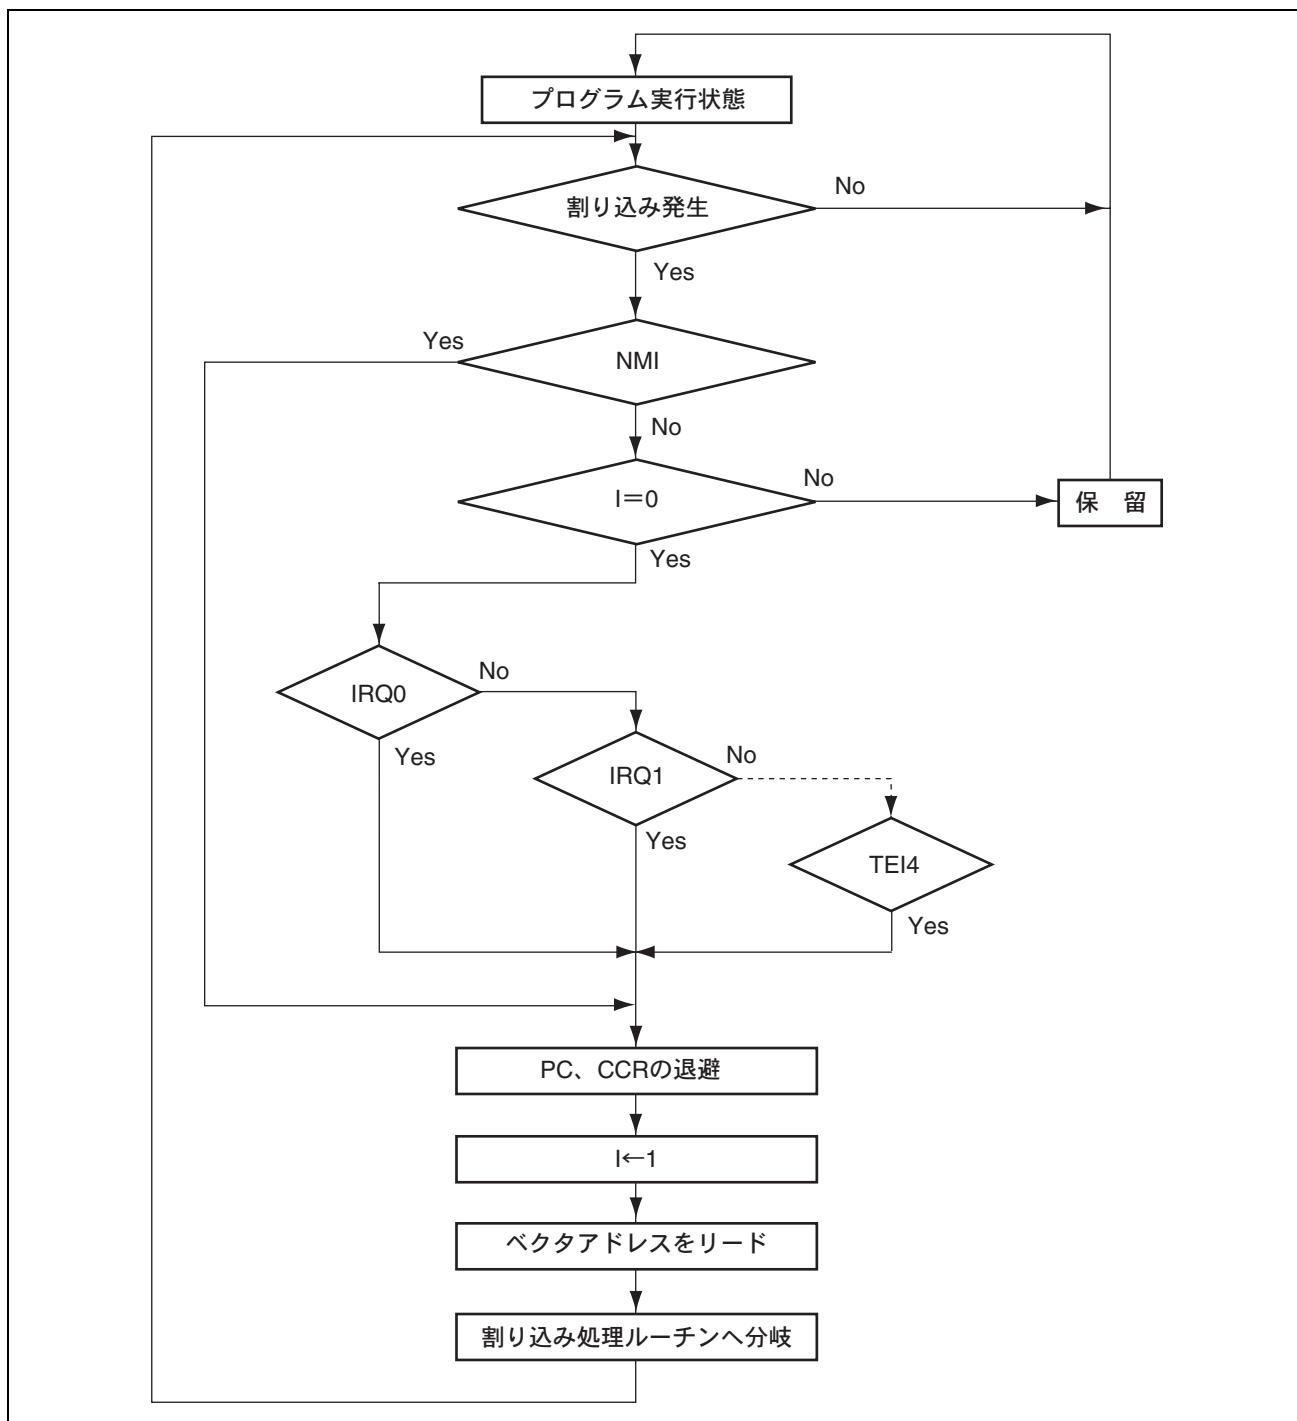 プログラム実行状態
割り込み発生
No
Yes
Yes
NMI
No
I＝0
No
保　留
Yes
IRQ0
No
Yes
IRQ1
No
Yes
TEI4
Yes
PC、CCRの退避
I←1
ベクタアドレスをリード
割り込み処理ルーチンへ分岐